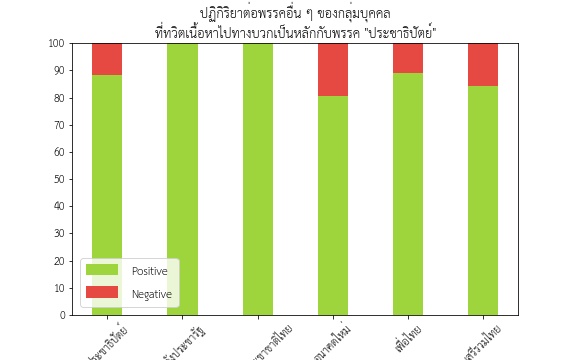 ปฏิกิริยาต่อพรรคอื่น ๆ ของกลุ่มบุคคล
ที่ทวิตเนื้อหาไปทางบวกเป็นหลักกับพรรค "ประชาธิปัตย์"
100
90
80
70
60
50
40
30
20
10
0
Positive
Negative
เพื่อไทย